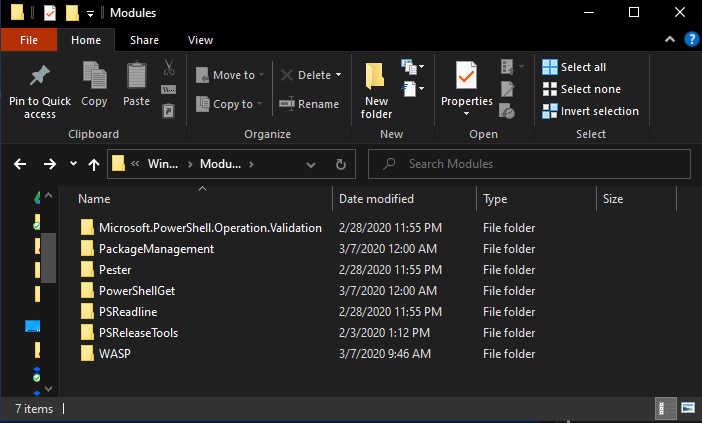 Modules
File Home Share View
Pin to Quick access
Copy
Paste
Move to
Copy to
Delete
Rename
New folder
Properties
Select all
Select none
Invert selection
Clipboard Organize New Open Select
« Win... Modu... Search Modules
Name Date modified Type Size
Microsoft.PowerShell.Operation.Validation 2/28/2020 11:55 PM File folder
PackageManagement 3/7/2020 12:00 AM File folder
Pester 2/28/2020 11:55 PM File folder
PowerShellGet 3/7/2020 12:00 AM File folder
PSReadline 2/28/2020 11:55 PM File folder
PSReleaseTools 2/3/2020 1:12 PM File folder
WASP 3/7/2020 9:46 AM File folder
7 items